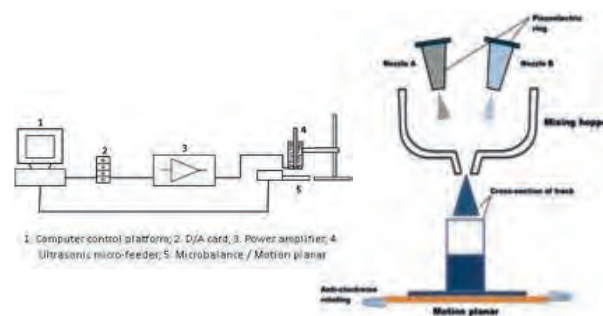 1
2
3
4
5
1. Computer control platform; 2. D/A card, 3. Power amplifier, 4.
Ultrasonic micro-feeder; 5. Microbalance / Motion planar
Piezoelectric
ring
Nozzle A
Nozzle B
Mixing hopper
Cross-section of track
Anti-clockwise
rotating
Motion planar